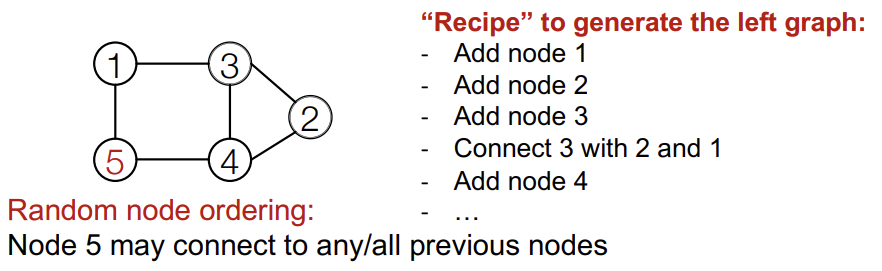 “Recipe” to generate the left graph:
- Add node 1
- Add node 2
- Add node 3
- Connect 3 with 2 and 1
- Add node 4
- …
1
3
2
5
4
Random node ordering:
Node 5 may connect to any/all previous nodes